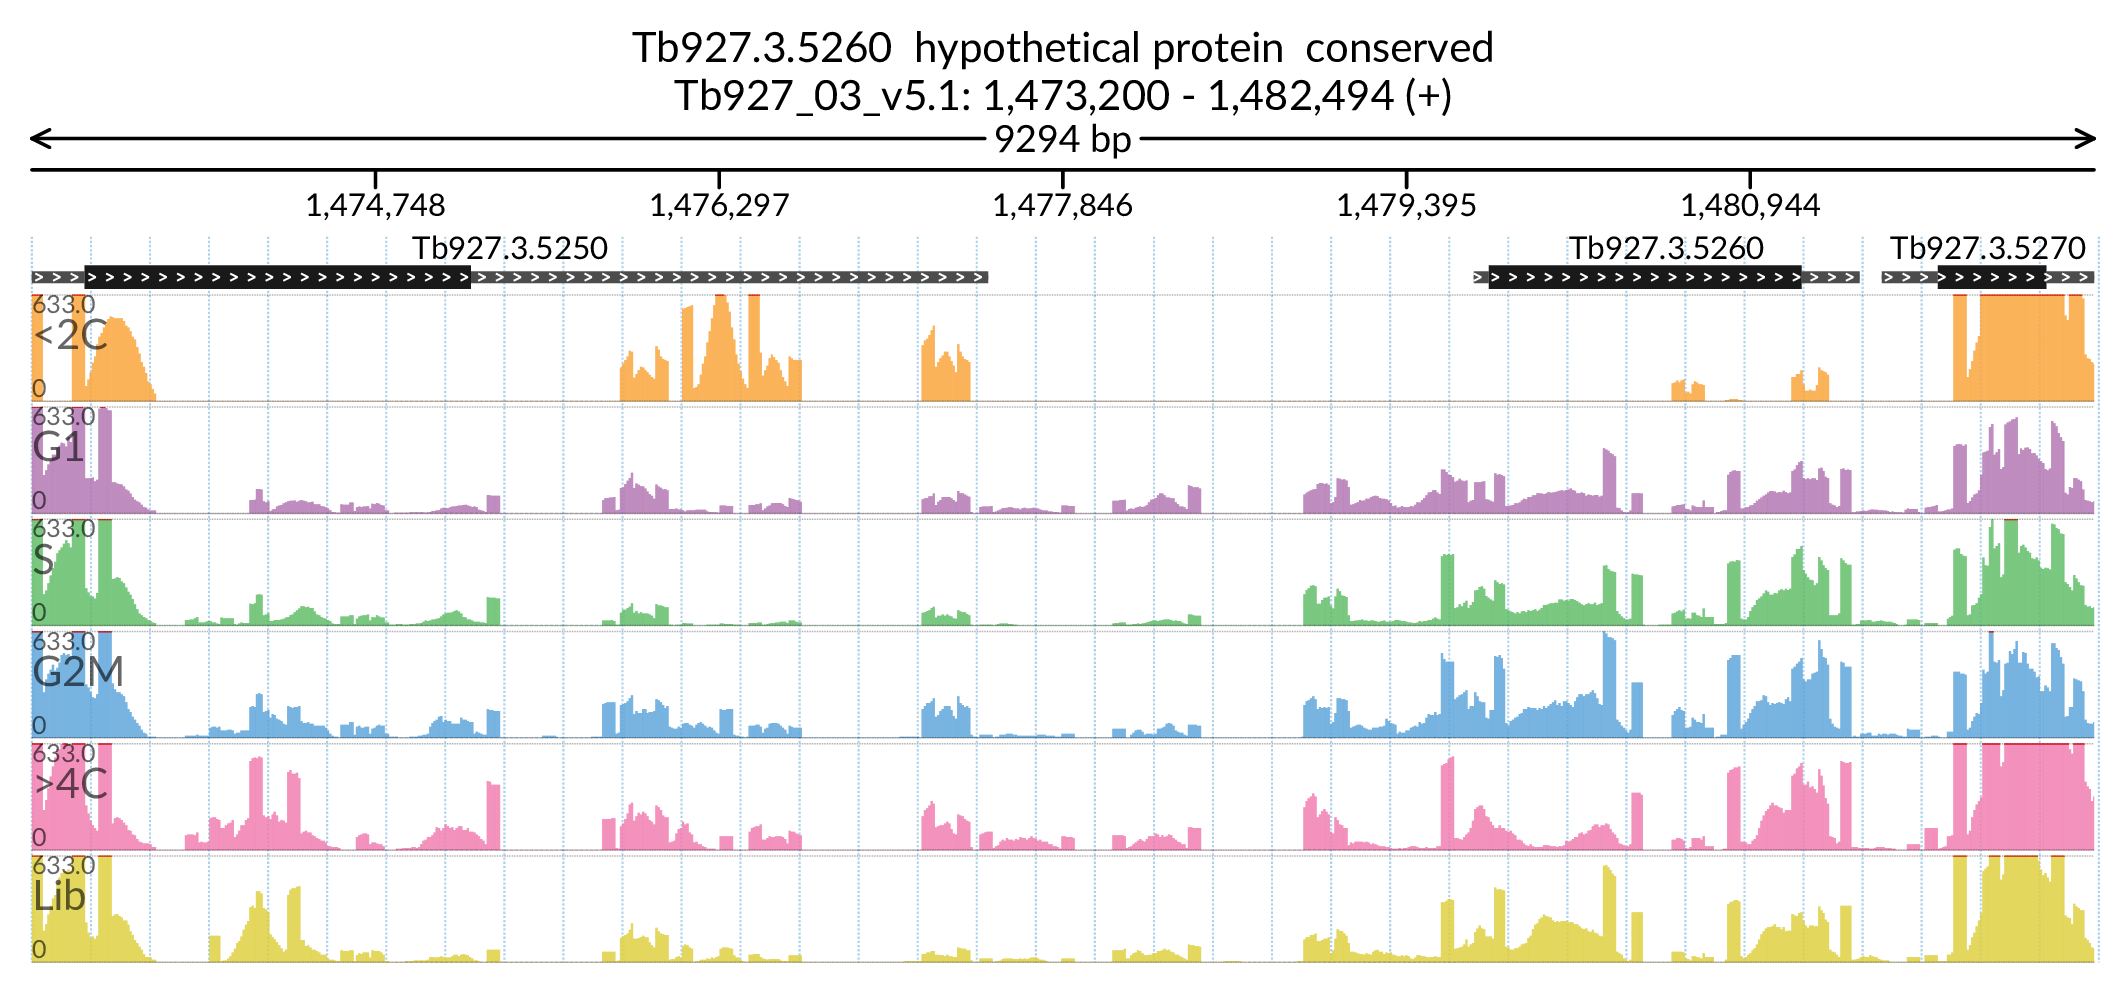 Tb927.3.5260  hypothetical protein  conserved
Tb927_03_v5.1: 1,473,200 - 1,482,494 (+)
9294 bp
1,474,748 1,476,297 1,477,846 1,479,395 1,480,944
Tb927.3.5250 Tb927.3.5260 Tb927.3.5270
633.0
<2C
0
633.0
G1
0
633.0
S
0
633.0
G2M
0
633.0
>4C
0
633.0
Lib
0